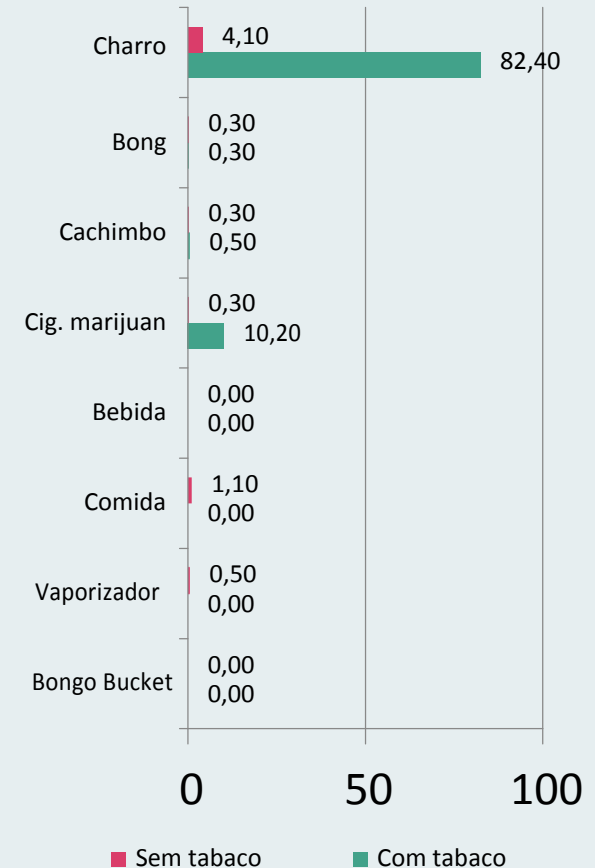 Charro
4,10
82,40
Bong
0,30
0,30
Cachimbo
0,30
0,50
Cig. marijuan
0,30
10,20
Bebida
0,00
0,00
Comida
1,10
0,00
Vaporizador
0,50
0,00
Bongo Bucket
0,00
0,00
0 50 100
Sem tabaco Com tabaco